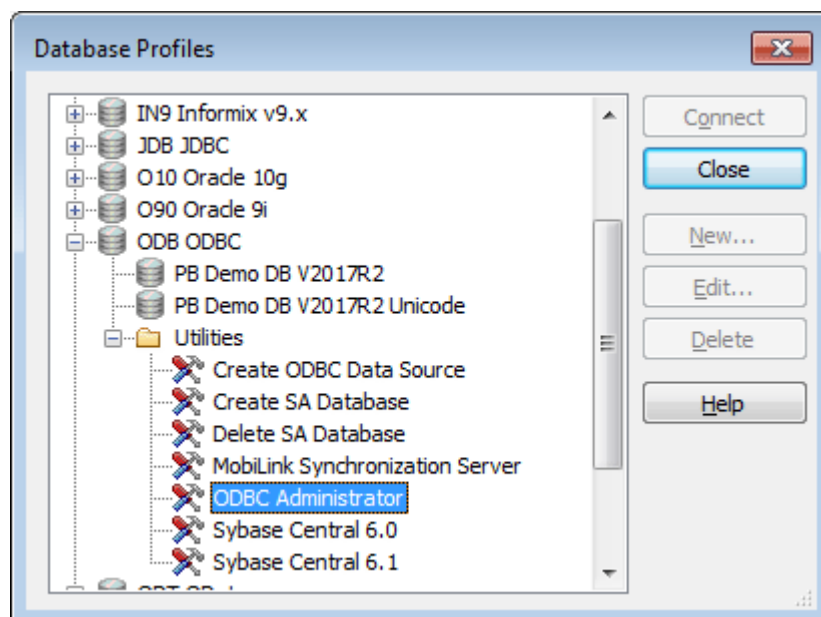 Database Profiles
IN9 Informix v9.x
JDB JDBC
O10 Oracle 10g
O90 Oracle 9i
ODB ODBC
PB Demo DB V2017R2
PB Demo DB V2017R2 Unicode
Utilities
Create ODBC Data Source
Create SA Database
Delete SA Database
MobiLink Synchronization Server
ODBC Administrator
Sybase Central 6.0
Sybase Central 6.1
Connect
Close
New...
Edit...
Delete
Help